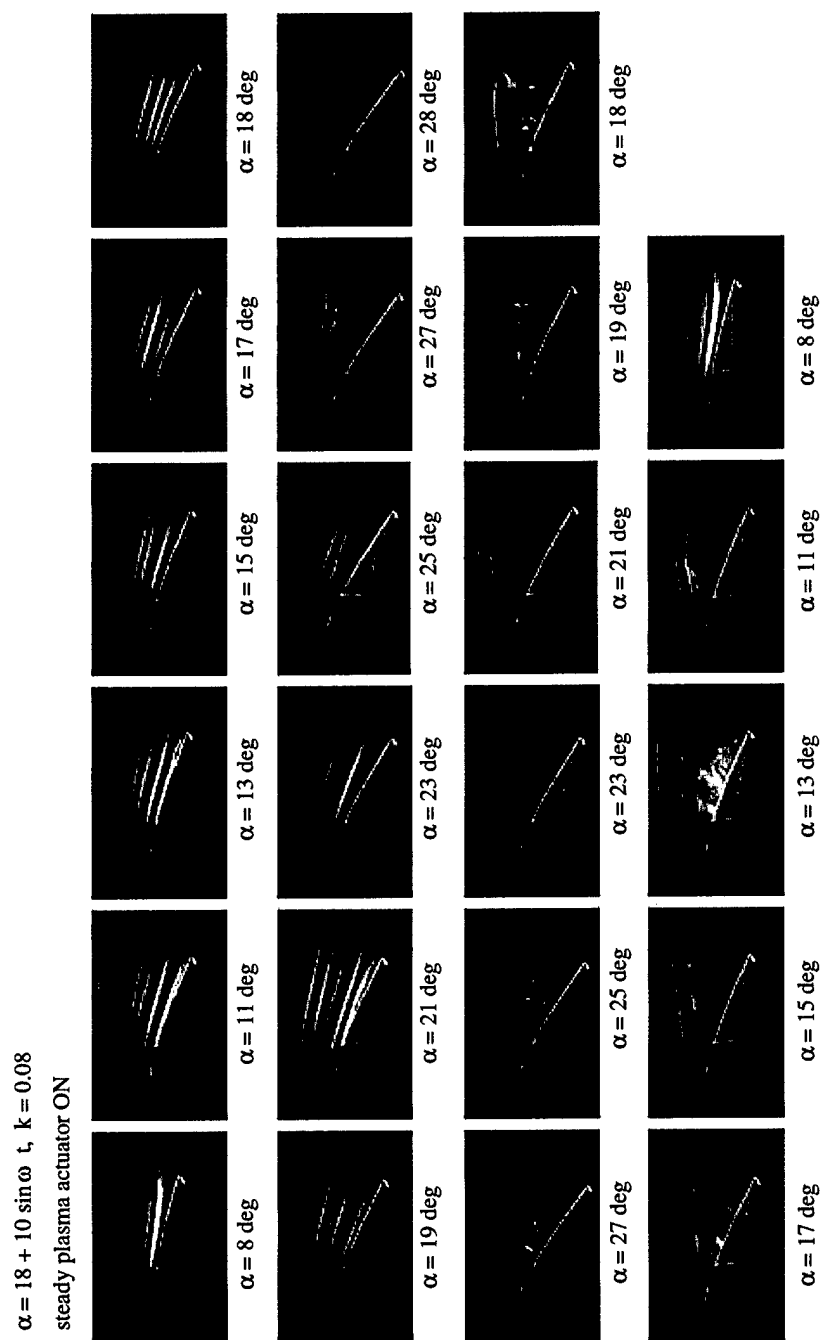 α = 18 + 10 sin ω t, k = 0.08
steady plasma actuator ON
α = 8 deg
α = 11 deg
α = 13 deg
α = 15 deg
α = 17 deg
α = 18 deg
α = 19 deg
α = 21 deg
α = 23 deg
α = 25 deg
α = 27 deg
α = 28 deg
α = 27 deg
α = 25 deg
α = 23 deg
α = 21 deg
α = 19 deg
α = 18 deg
α = 17 deg
α = 15 deg
α = 13 deg
α = 11 deg
α = 8 deg